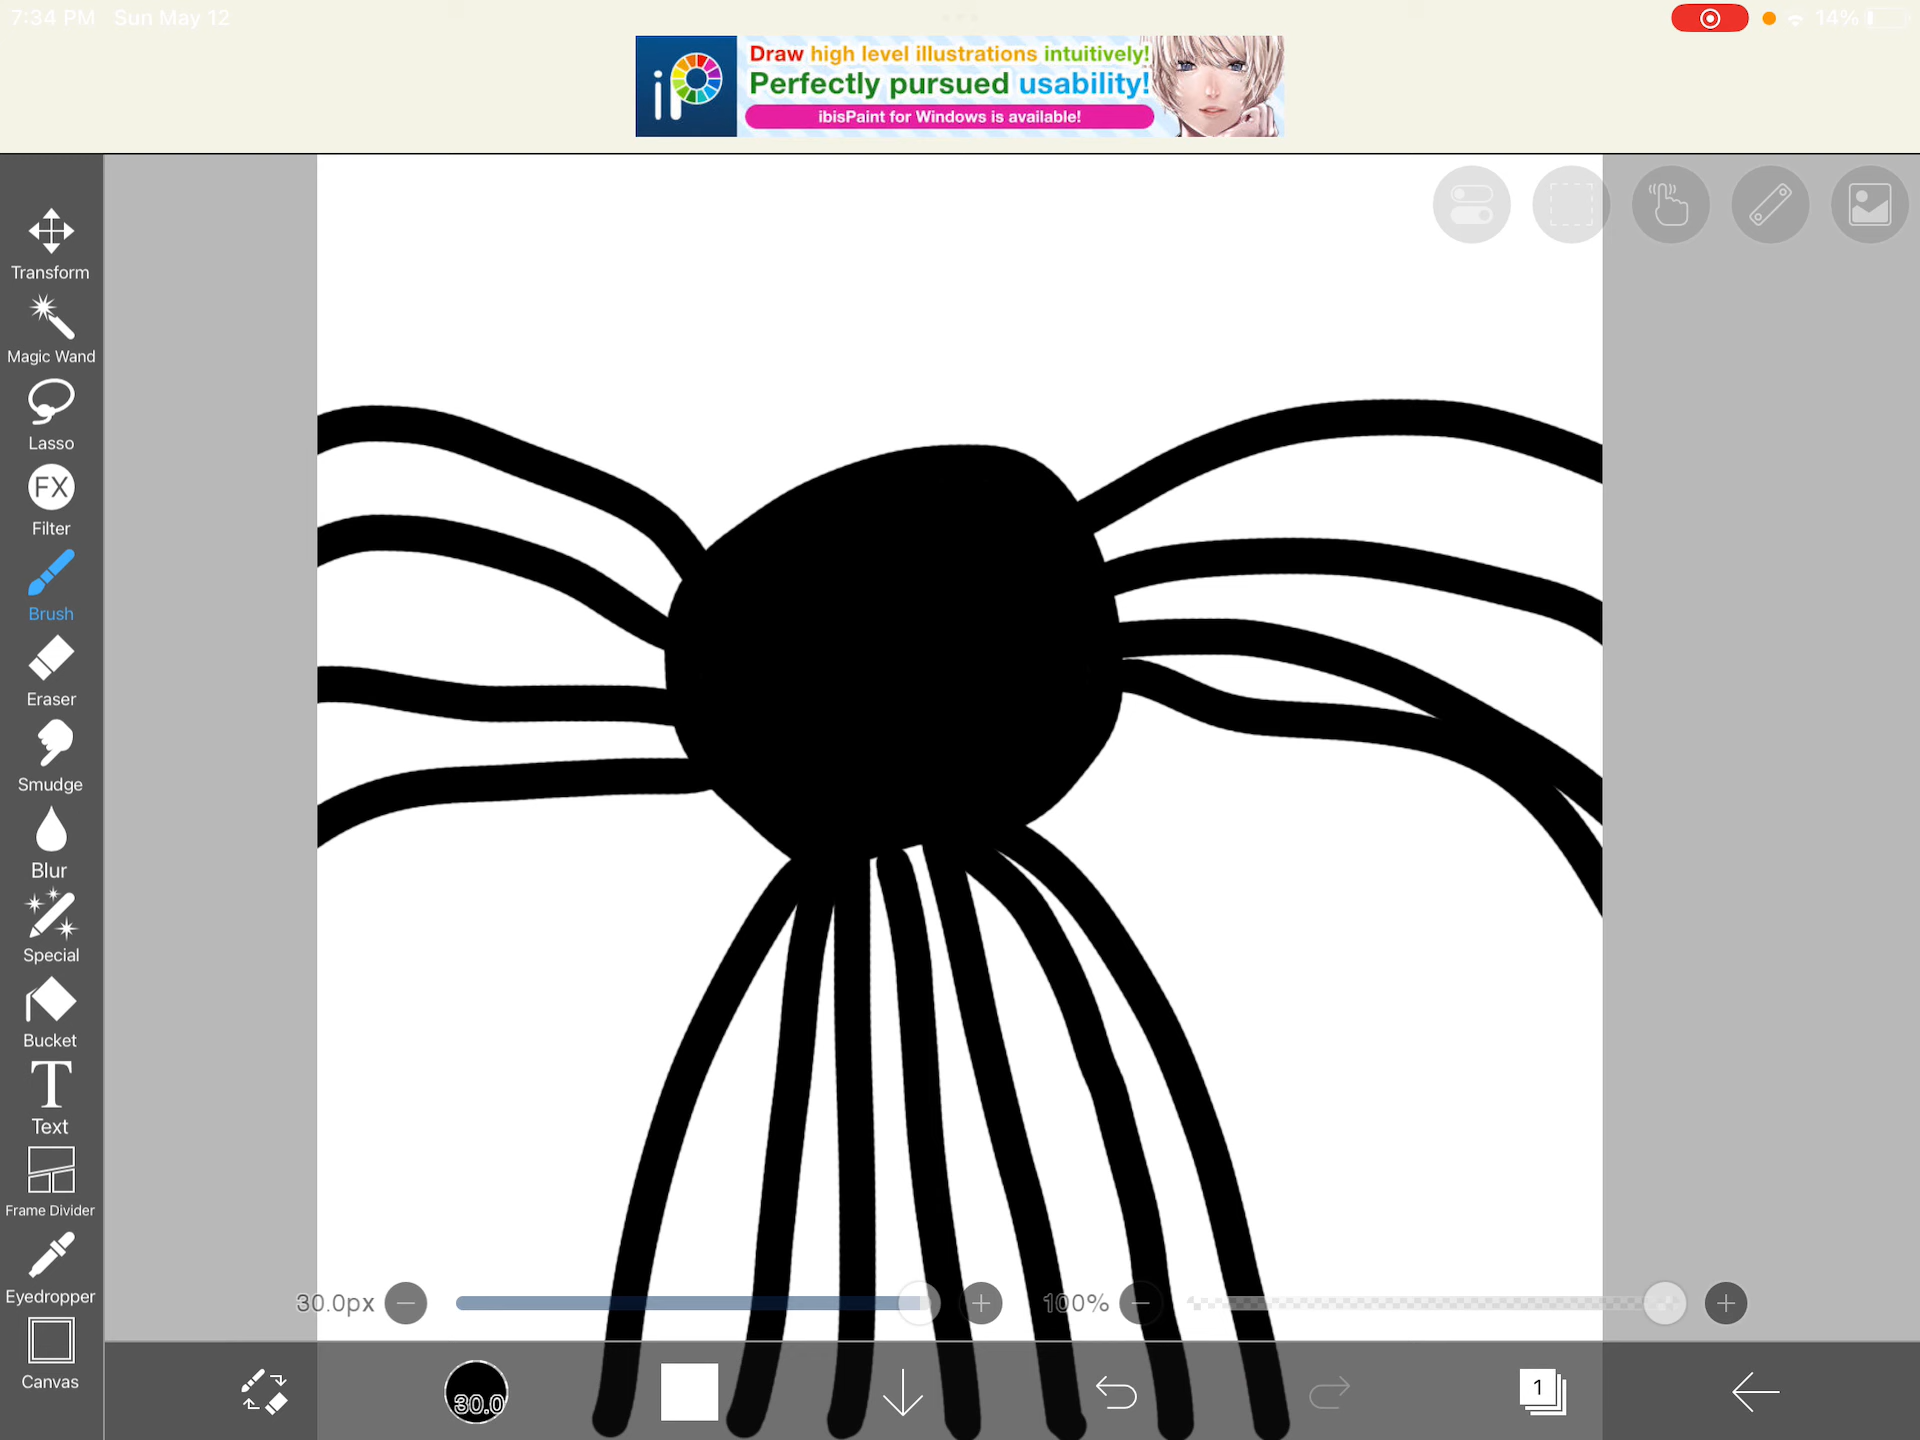 7:34 PM Sun May 12
14%
iP
Draw high level illustrations intuitively!
Perfectly pursued usability!
ibisPaint for Windows is available!
Transform
Magic Wand
Lasso
FX
Filter
Brush
Eraser
Smudge
Blur
Special
Bucket
T
Text
Frame Divider
Eyedropper
Canvas
30.0px
100%
30.0
1